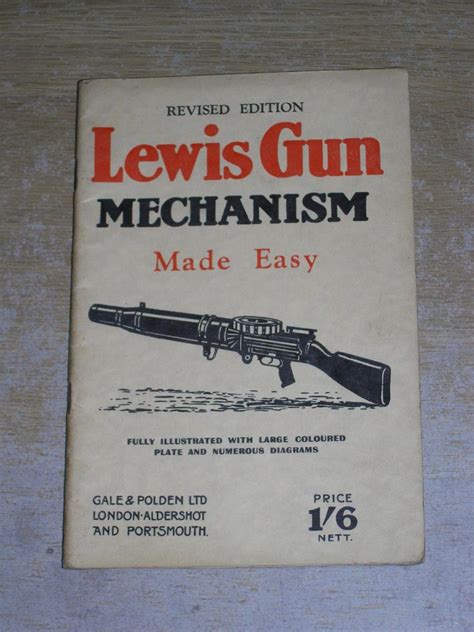 REVISED EDITION
Lewis Gun
MECHANISM
Made Easy
FULLY ILLUSTRATED WITH LARGE COLOURED
PLATE AND NUMEROUS DIAGRAMS
GALE & POLDEN LTD
LONDON·ALDERSHOT
AND PORTSMOUTH.
PRICE
1/6
NETT.